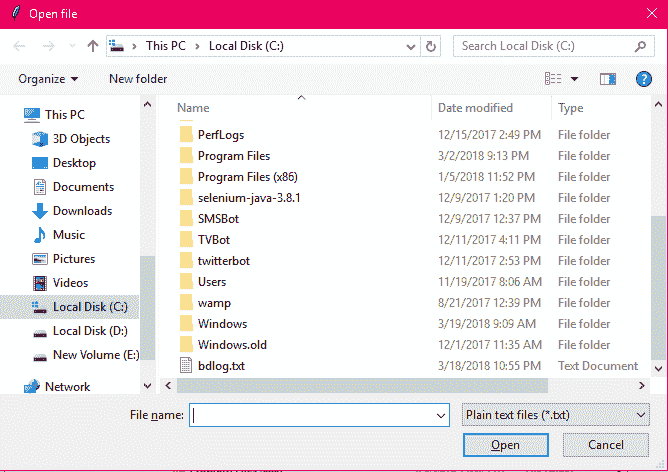 Open file
This PC > Local Disk (C:)
Search Local Disk (C:)
Organize
New folder
This PC
3D Objects
Desktop
Documents
Downloads
Music
Pictures
Videos
Local Disk (C:)
Local Disk (D:)
New Volume (E:)
Network
Name Date modified Type
PerfLogs 12/15/2017 2:49 PM File folder
Program Files 3/2/2018 9:13 PM File folder
Program Files (x86) 1/5/2018 11:52 PM File folder
selenium-java-3.8.1 12/9/2017 1:20 PM File folder
SMSBot 12/9/2017 12:37 PM File folder
TVBot 12/11/2017 4:11 PM File folder
twitterbot 12/11/2017 2:53 PM File folder
Users 11/19/2017 8:06 AM File folder
wamp 8/21/2017 12:39 PM File folder
Windows 3/19/2018 9:09 AM File folder
Windows.old 12/1/2017 11:35 AM File folder
bdlog.txt 3/18/2018 10:55 PM Text Document
File name:
Plain text files (*.txt)
Open
Cancel